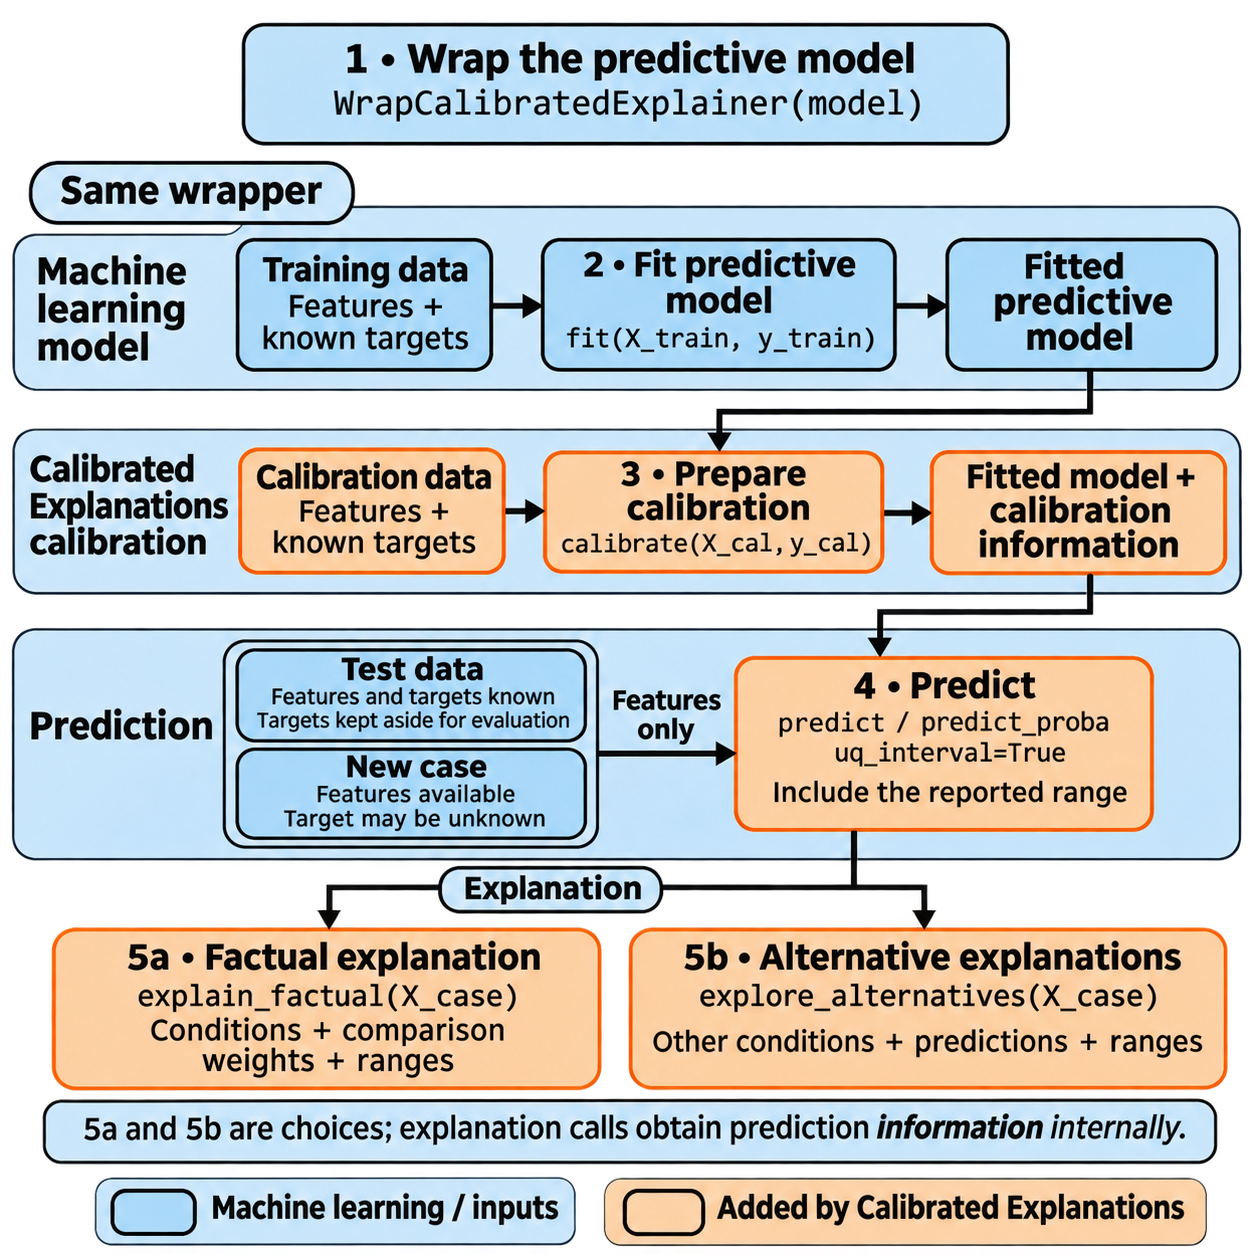 1 • Wrap the predictive model
WrapCalibratedExplainer(model)
Same wrapper
Machine
learning
model
Training data
Features +
known targets
2 • Fit predictive
model
fit(X_train, y_train)
Fitted
predictive
model
Calibrated
Explanations
calibration
Calibration data
Features +
known targets
3 • Prepare
calibration
calibrate(X_cal,y_cal)
Fitted model +
calibration
information
Prediction
Test data
Features and targets known
Targets kept aside for evaluation
New case
Features available
Target may be unknown
Features
only
4 • Predict
predict / predict_proba
uq_interval=True
Include the reported range
Explanation
5a • Factual explanation
explain_factual(X_case)
Conditions + comparison
weights + ranges
5b • Alternative explanations
explore_alternatives(X_case)
Other conditions + predictions + ranges
5a and 5b are choices; explanation calls obtain prediction information internally.
Machine learning / inputs
Added by Calibrated Explanations